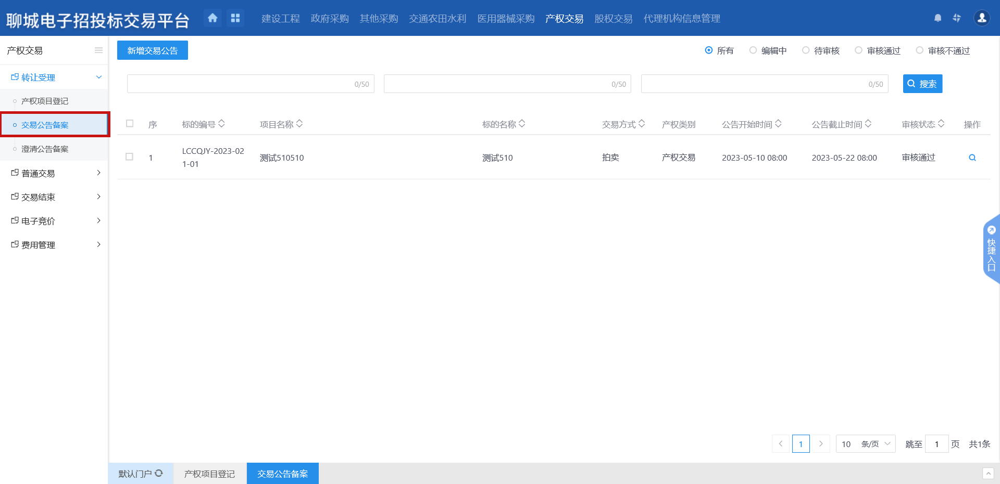 聊城电子招投标交易平台
建设工程 政府采购 其他采购 交通农田水利 医用器械采购 产权交易 股权交易 代理机构信息管理
产权交易
转让受理
产权项目登记
交易公告备案
澄清公告备案
普通交易
交易结束
电子竞价
费用管理
新增交易公告
所有 编辑中 待审核 审核通过 审核不通过
0/50 0/50 0/50 搜索
序 标的编号 项目名称 标的名称 交易方式 产权类别 公告开始时间 公告截止时间 审核状态 操作
1 LCCQJY-2023-02 测试510510 测试510 拍卖 产权交易 2023-05-10 08:00 2023-05-22 08:00 审核通过
1-01
快捷入口
1 10 条/页 跳至 1 页 共1条
默认门户 产权项目登记 交易公告备案